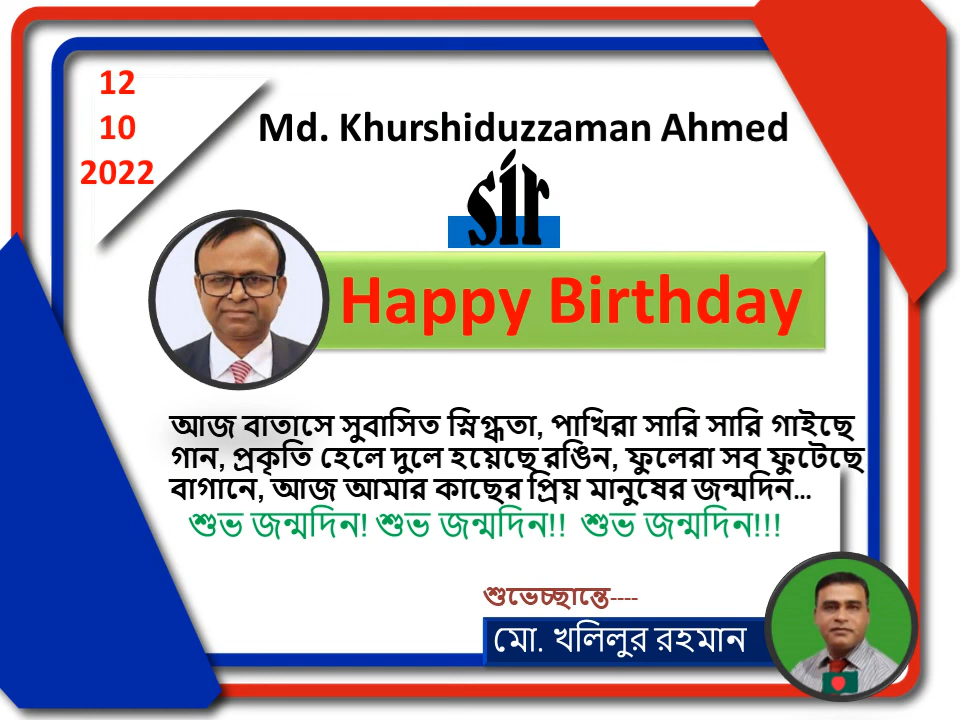 12
10
2022
Md. Khurshiduzzaman Ahmed
sir
Happy Birthday
আজ বাতাসে সুবাসিত স্নিগ্ধতা, পাখিরা সারি সারি গাইছে
গান, প্রকৃতি হেলে দুলে হয়েছে রঙিন, ফুলেরা সব ফুটেছে
বাগানে, আজ আমার কাছের প্রিয় মানুষের জন্মদিন...
শুভ জন্মদিন! শুভ জন্মদিন!! শুভ জন্মদিন!!!
শুভেচ্ছান্তে----
মো. খলিলুর রহমান